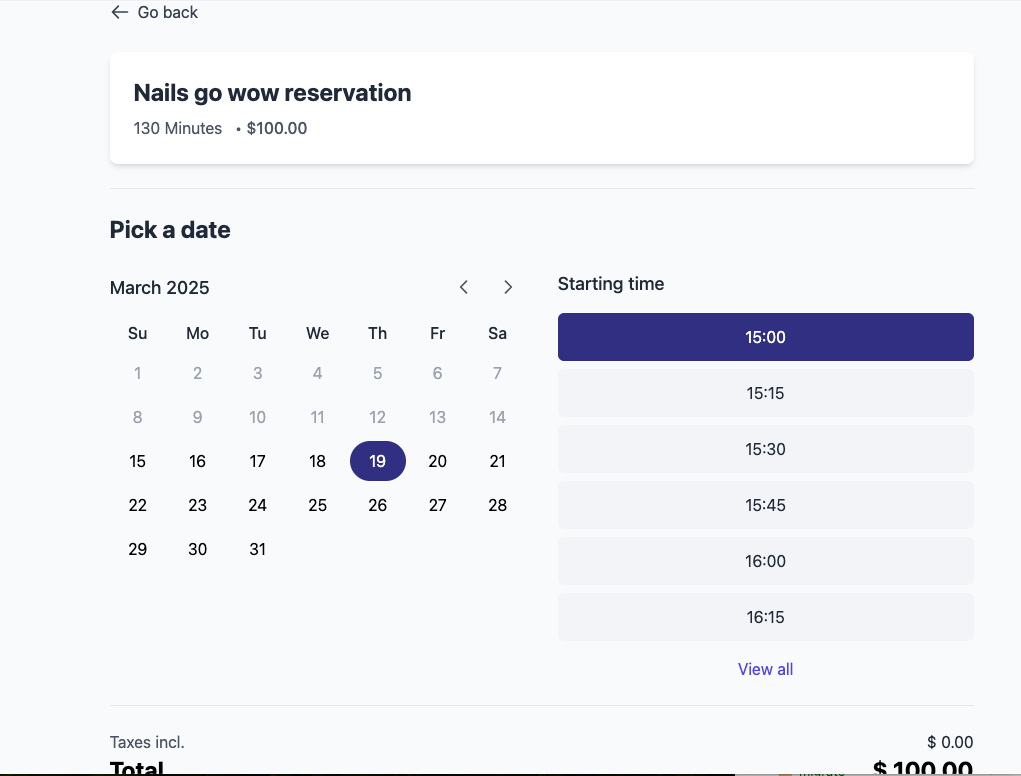 Go back
Nails go wow reservation
130 Minutes • $100.00
Pick a date
March 2025
Su Mo Tu We Th Fr Sa
1 2 3 4 5 6 7
8 9 10 11 12 13 14
15 16 17 18 19 20 21
22 23 24 25 26 27 28
29 30 31
Starting time
15:00
15:15
15:30
15:45
16:00
16:15
View all
Taxes incl. $ 0.00
Total $ 100.00